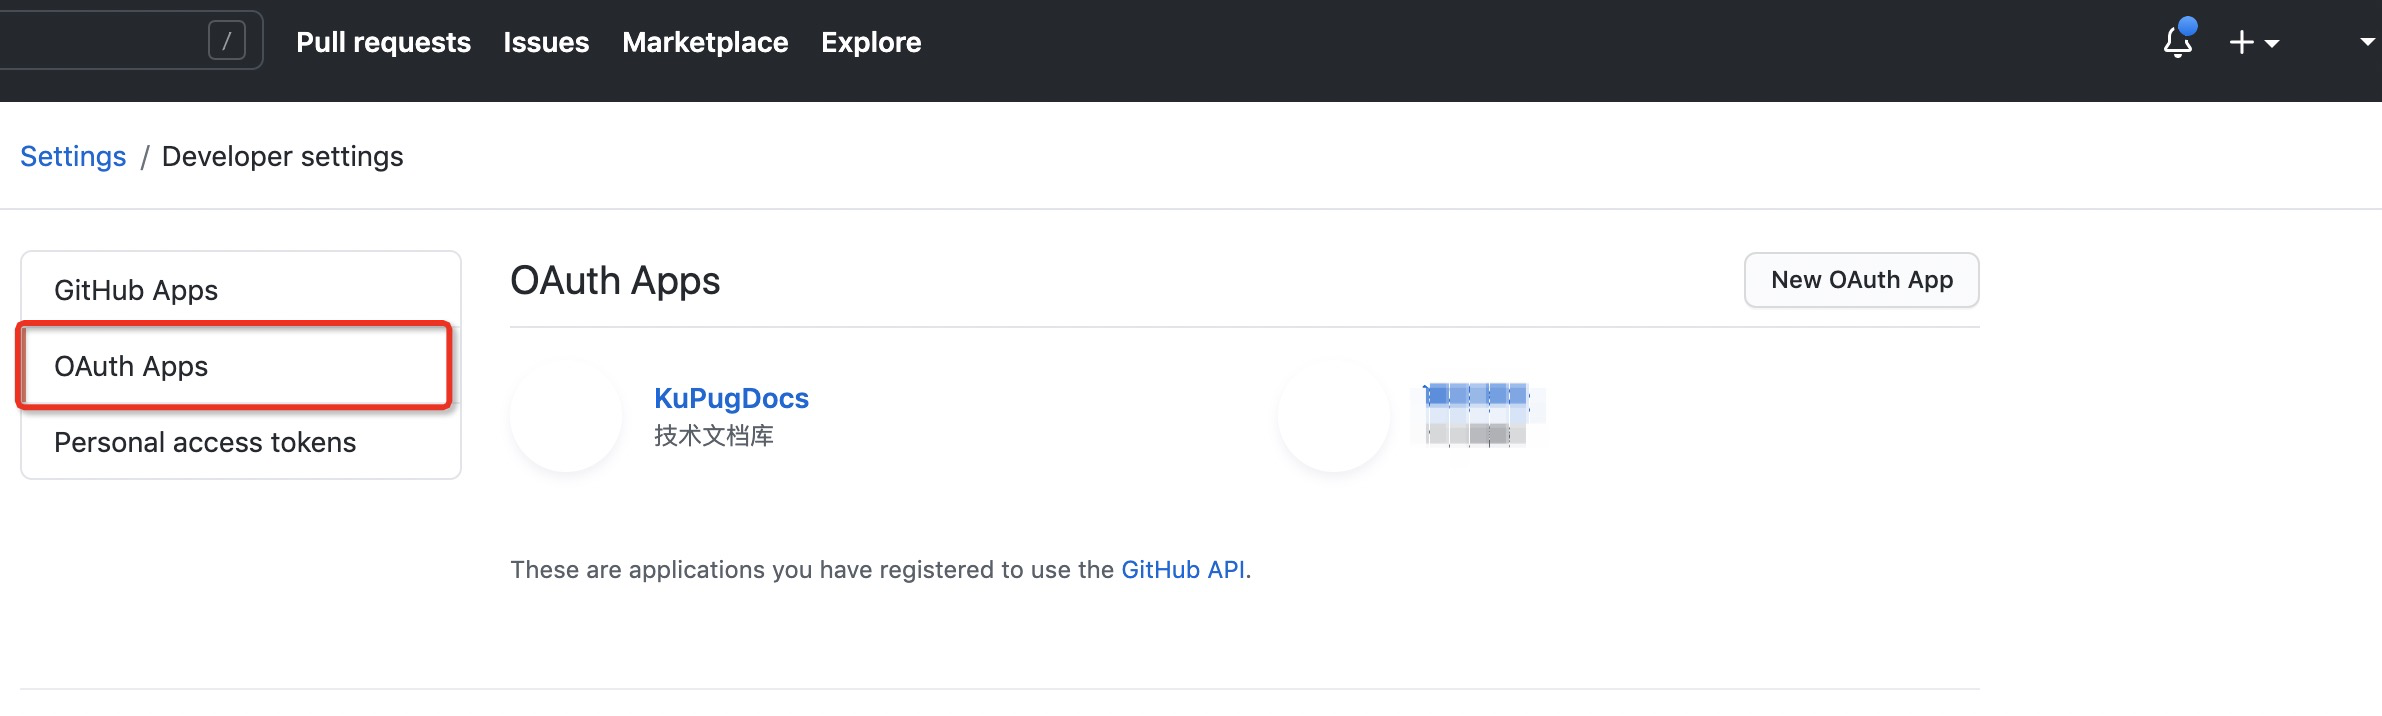 / Pull requests Issues Marketplace Explore
Settings / Developer settings
GitHub Apps
OAuth Apps
Personal access tokens
OAuth Apps
New OAuth App
KuPugDocs
技术文档库
These are applications you have registered to use the GitHub API.